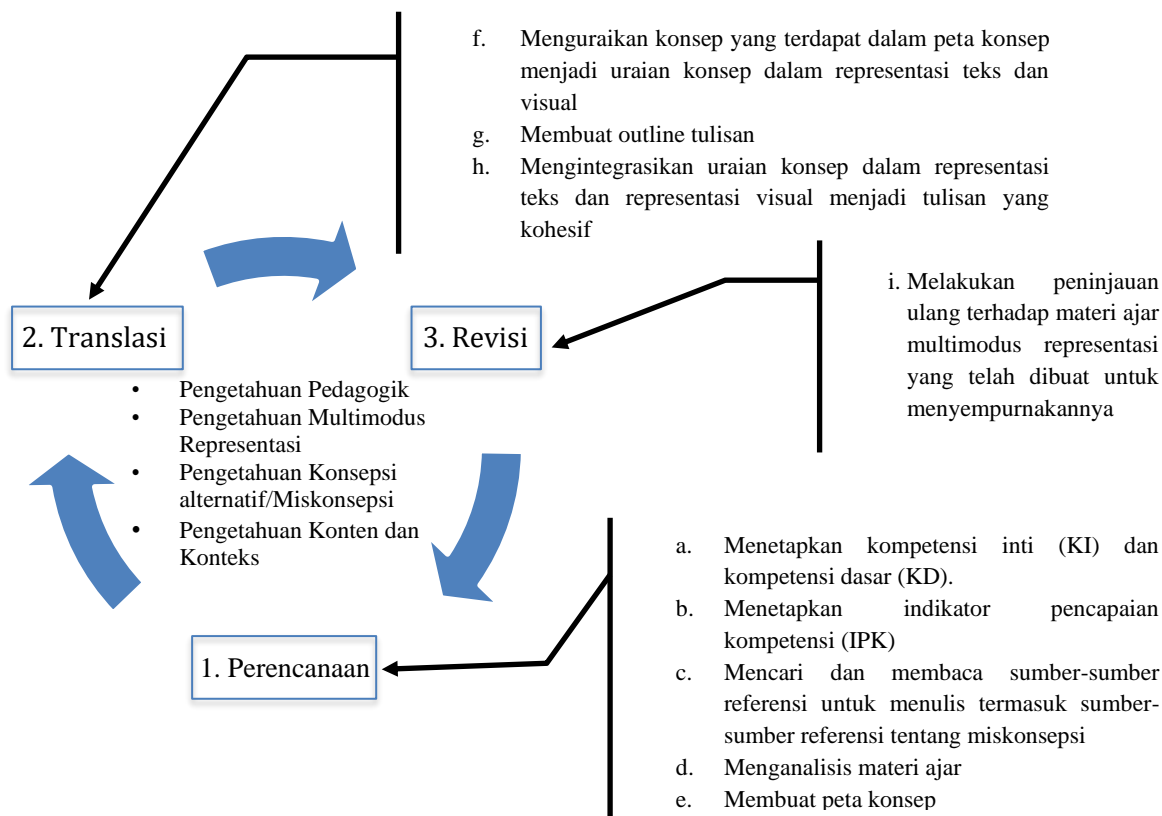 f. Menguraikan konsep yang terdapat dalam peta konsep
menjadi uraian konsep dalam representasi teks dan
visual
g. Membuat outline tulisan
h. Mengintegrasikan uraian konsep dalam representasi
teks dan representasi visual menjadi tulisan yang
kohesif
i. Melakukan peninjauan
ulang terhadap materi ajar
multimodus representasi
yang telah dibuat untuk
menyempurnakannya
2. Translasi
3. Revisi
• Pengetahuan Pedagogik
• Pengetahuan Multimodus
Representasi
• Pengetahuan Konsepsi
alternatif/Miskonsepsi
• Pengetahuan Konten dan
Konteks
1. Perencanaan
a. Menetapkan kompetensi inti (KI) dan
kompetensi dasar (KD).
b. Menetapkan indikator pencapaian
kompetensi (IPK)
c. Mencari dan membaca sumber-sumber
referensi untuk menulis termasuk sumber-
sumber referensi tentang miskonsepsi
d. Menganalisis materi ajar
e. Membuat peta konsep